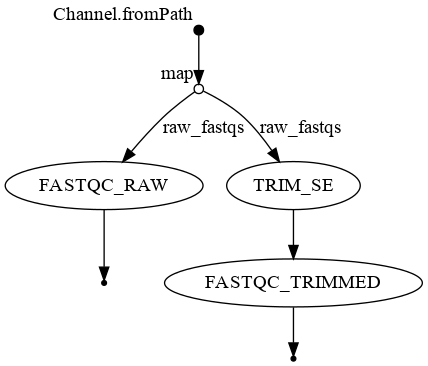 Channel.fromPath
map
raw_fastqs
raw_fastqs
FASTQC_RAW
TRIM_SE
FASTQC_TRIMMED